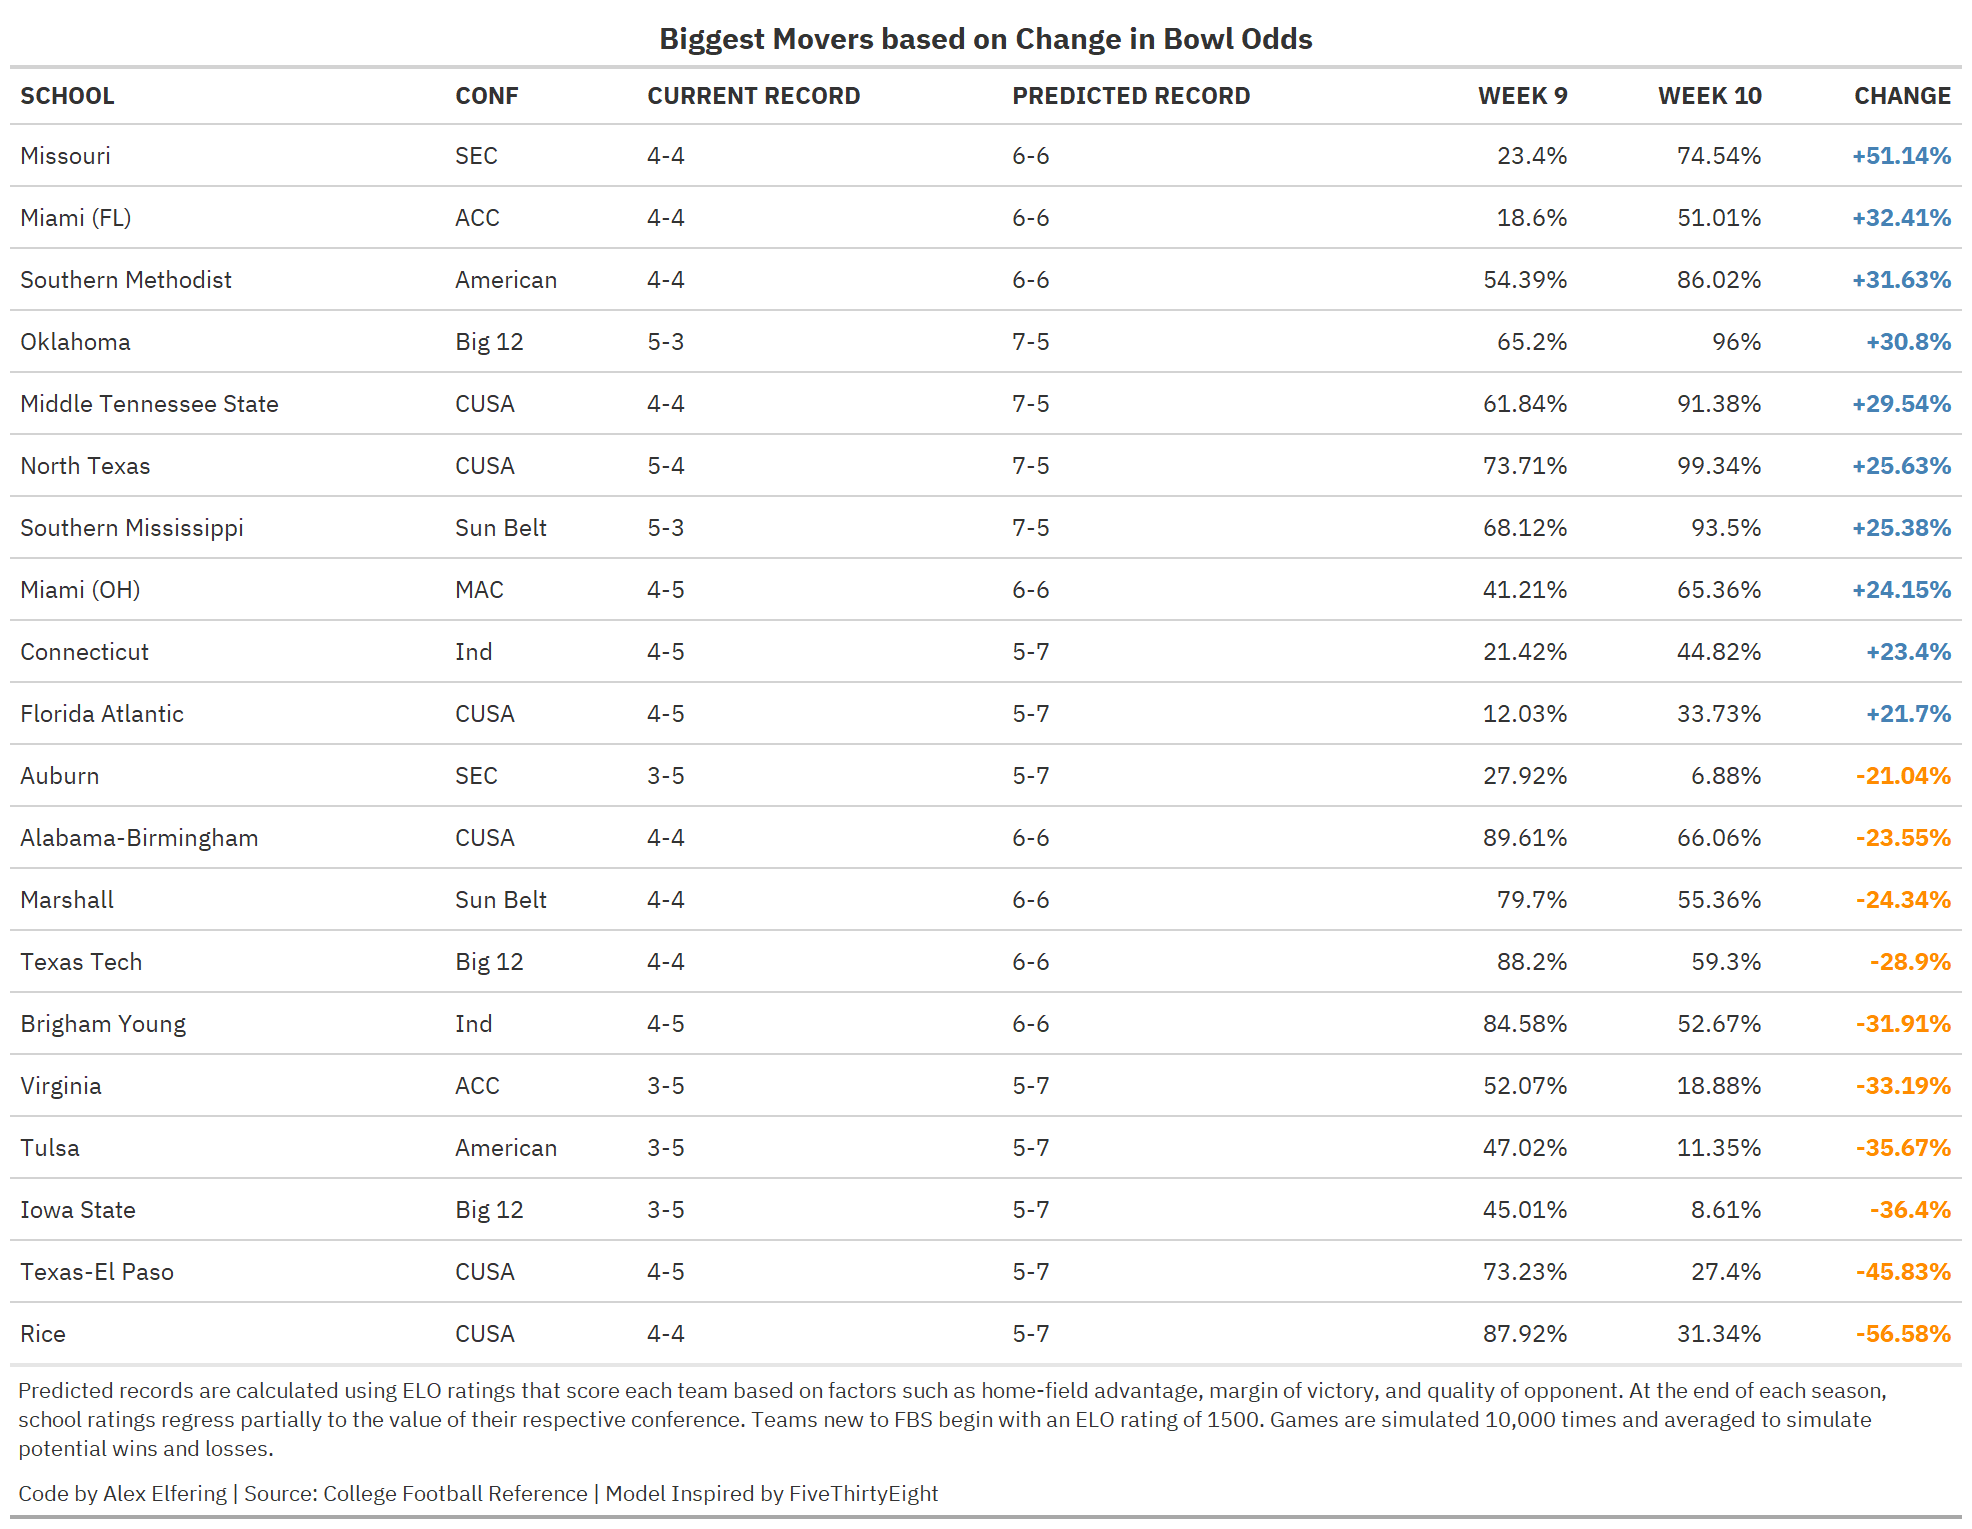 Biggest Movers based on Change in Bowl Odds
SCHOOL CONF CURRENT RECORD PREDICTED RECORD WEEK 9 WEEK 10 CHANGE
Missouri SEC 4-4 6-6 23.4% 74.54% +51.14%
Miami (FL) ACC 4-4 6-6 18.6% 51.01% +32.41%
Southern Methodist American 4-4 6-6 54.39% 86.02% +31.63%
Oklahoma Big 12 5-3 7-5 65.2% 96% +30.8%
Middle Tennessee State CUSA 4-4 7-5 61.84% 91.38% +29.54%
North Texas CUSA 5-4 7-5 73.71% 99.34% +25.63%
Southern Mississippi Sun Belt 5-3 7-5 68.12% 93.5% +25.38%
Miami (OH) MAC 4-5 6-6 41.21% 65.36% +24.15%
Connecticut Ind 4-5 5-7 21.42% 44.82% +23.4%
Florida Atlantic CUSA 4-5 5-7 12.03% 33.73% +21.7%
Auburn SEC 3-5 5-7 27.92% 6.88% -21.04%
Alabama-Birmingham CUSA 4-4 6-6 89.61% 66.06% -23.55%
Marshall Sun Belt 4-4 6-6 79.7% 55.36% -24.34%
Texas Tech Big 12 4-4 6-6 88.2% 59.3% -28.9%
Brigham Young Ind 4-5 6-6 84.58% 52.67% -31.91%
Virginia ACC 3-5 5-7 52.07% 18.88% -33.19%
Tulsa American 3-5 5-7 47.02% 11.35% -35.67%
Iowa State Big 12 3-5 5-7 45.01% 8.61% -36.4%
Texas-El Paso CUSA 4-5 5-7 73.23% 27.4% -45.83%
Rice CUSA 4-4 5-7 87.92% 31.34% -56.58%
Predicted records are calculated using ELO ratings that score each team based on factors such as home-field advantage, margin of victory, and quality of opponent. At the end of each season,
school ratings regress partially to the value of their respective conference. Teams new to FBS begin with an ELO rating of 1500. Games are simulated 10,000 times and averaged to simulate
potential wins and losses.
Code by Alex Elfering | Source: College Football Reference | Model Inspired by FiveThirtyEight